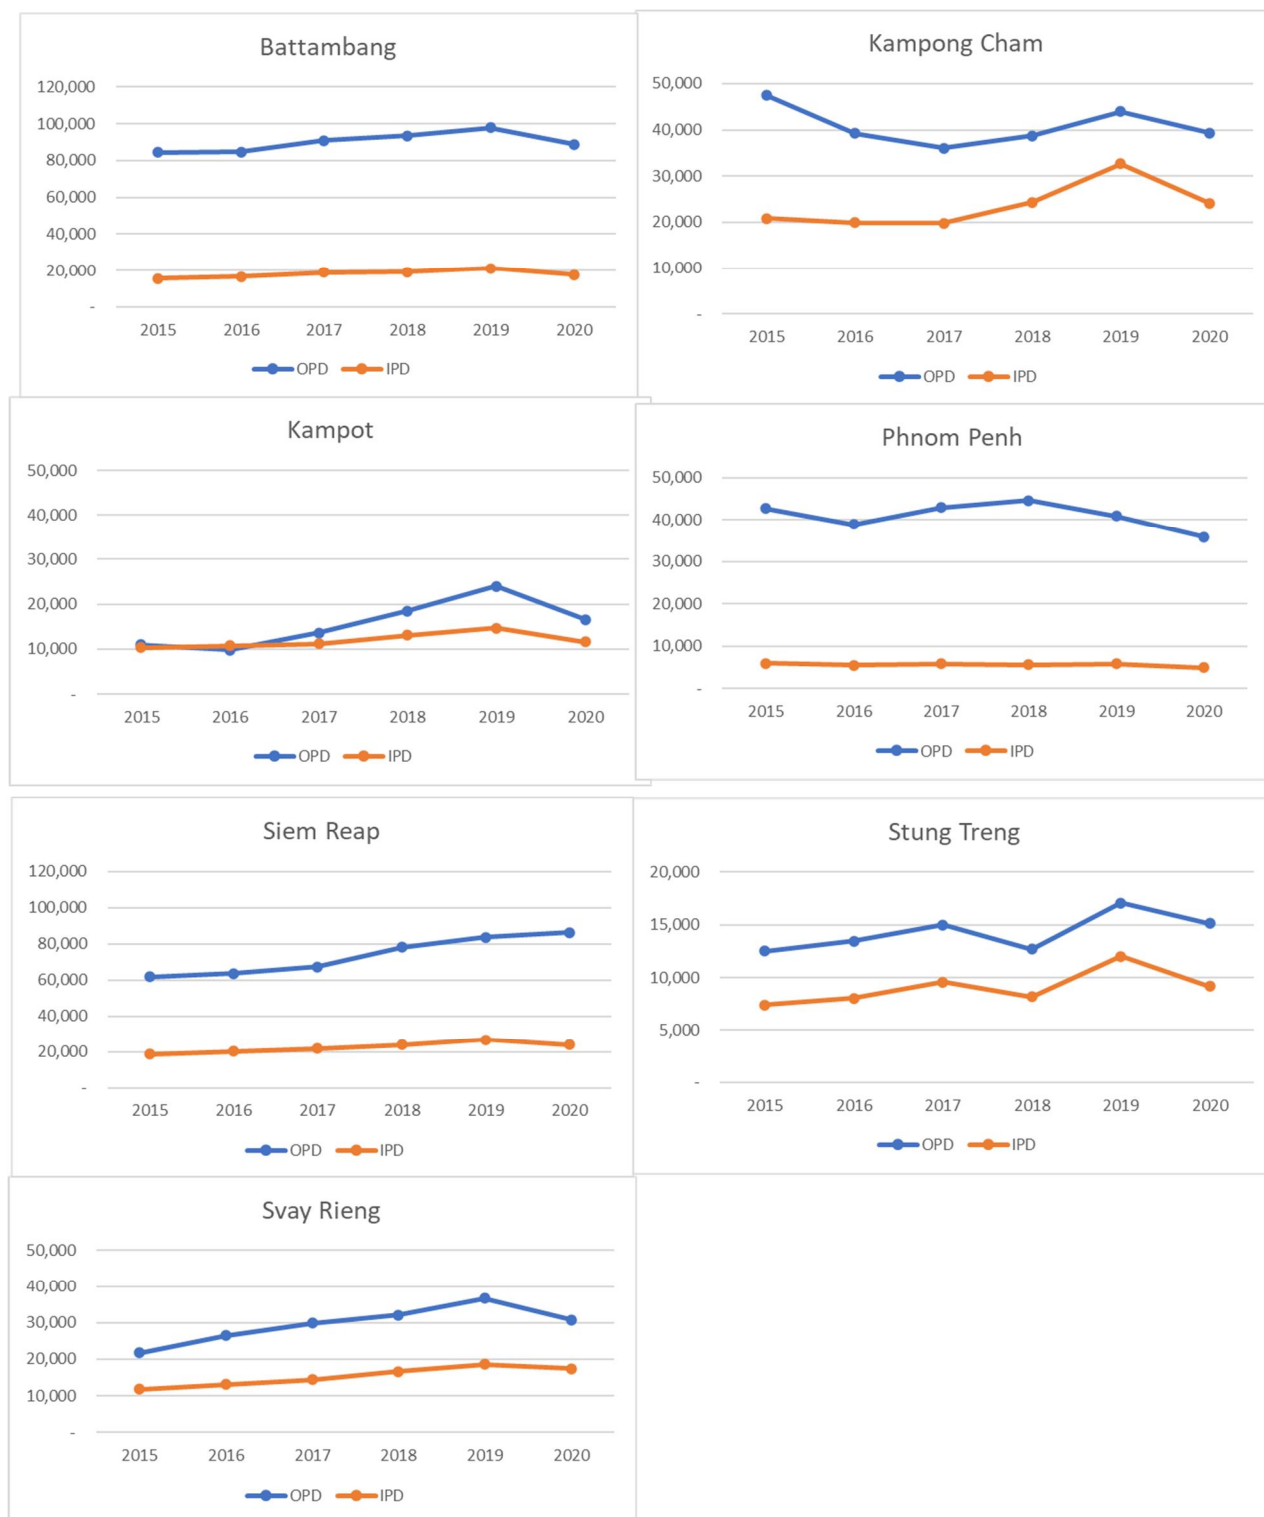 Battambang
120,000
100,000
80,000
60,000
40,000
20,000
-
2015 2016 2017 2018 2019 2020
OPD IPD
Kampong Cham
50,000
40,000
30,000
20,000
10,000
-
2015 2016 2017 2018 2019 2020
OPD IPD
Kampot
50,000
40,000
30,000
20,000
10,000
-
2015 2016 2017 2018 2019 2020
OPD IPD
Phnom Penh
50,000
40,000
30,000
20,000
10,000
-
2015 2016 2017 2018 2019 2020
OPD IPD
Siem Reap
120,000
100,000
80,000
60,000
40,000
20,000
-
2015 2016 2017 2018 2019 2020
OPD IPD
Stung Treng
20,000
15,000
10,000
5,000
-
2015 2016 2017 2018 2019 2020
OPD IPD
Svay Rieng
50,000
40,000
30,000
20,000
10,000
-
2015 2016 2017 2018 2019 2020
OPD IPD